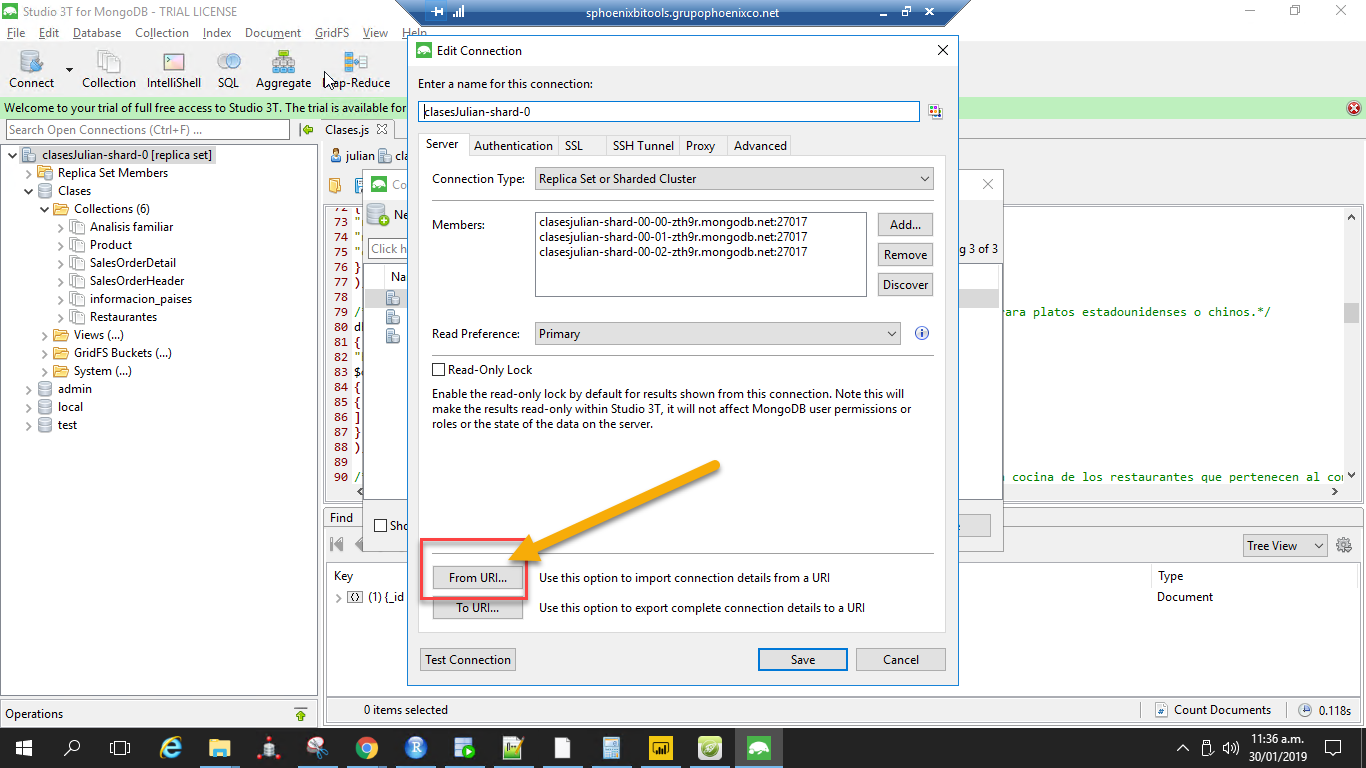 Studio 3T for MongoDB - TRIAL LICENSE
sphoenixbitools.grupophoenixco.net
File Edit Database Collection Index Document GridFS View Help
Connect Collection IntelliShell SQL Aggregate Map-Reduce
Welcome to your trial of full free access to Studio 3T. The trial is available for
Search Open Connections (Ctrl+F) ...
Clases.js
clasesJulian-shard-0 [replica set]
Replica Set Members
Clases
Collections (6)
Analisis familiar
Product
SalesOrderDetail
SalesOrderHeader
informacion_paises
Restaurantes
Views (...)
GridFS Buckets (...)
System (...)
admin
local
test
Operations
julian
cla
72 {
73 "
74 "
75 "
76 }
77 )
78
79 /
80 d
81 {
82 "
83 $
84 {
85 {
86 ]
87 }
88 )
89
90 /
ara platos estadounidenses o chinos.*/
cocina de los restaurantes que pertenecen al co
Co
Ne
Click h
g 3 of 3
Na
Sho
Edit Connection
Enter a name for this connection:
clasesJulian-shard-0
Server Authentication SSL SSH Tunnel Proxy Advanced
Connection Type: Replica Set or Sharded Cluster
Members:
clasesjulian-shard-00-00-zth9r.mongodb.net:27017
clasesjulian-shard-00-01-zth9r.mongodb.net:27017
clasesjulian-shard-00-02-zth9r.mongodb.net:27017
Add...
Remove
Discover
Read Preference: Primary
Read-Only Lock
Enable the read-only lock by default for results shown from this connection. Note this will
make the results read-only within Studio 3T, it will not affect MongoDB user permissions or
roles or the state of the data on the server.
From URI... Use this option to import connection details from a URI
To URI... Use this option to export complete connection details to a URI
Test Connection Save Cancel
Find
Tree View
Key Type
(1) {_id Document
0 items selected
Count Documents 0.118s
11:36 a.m.
30/01/2019